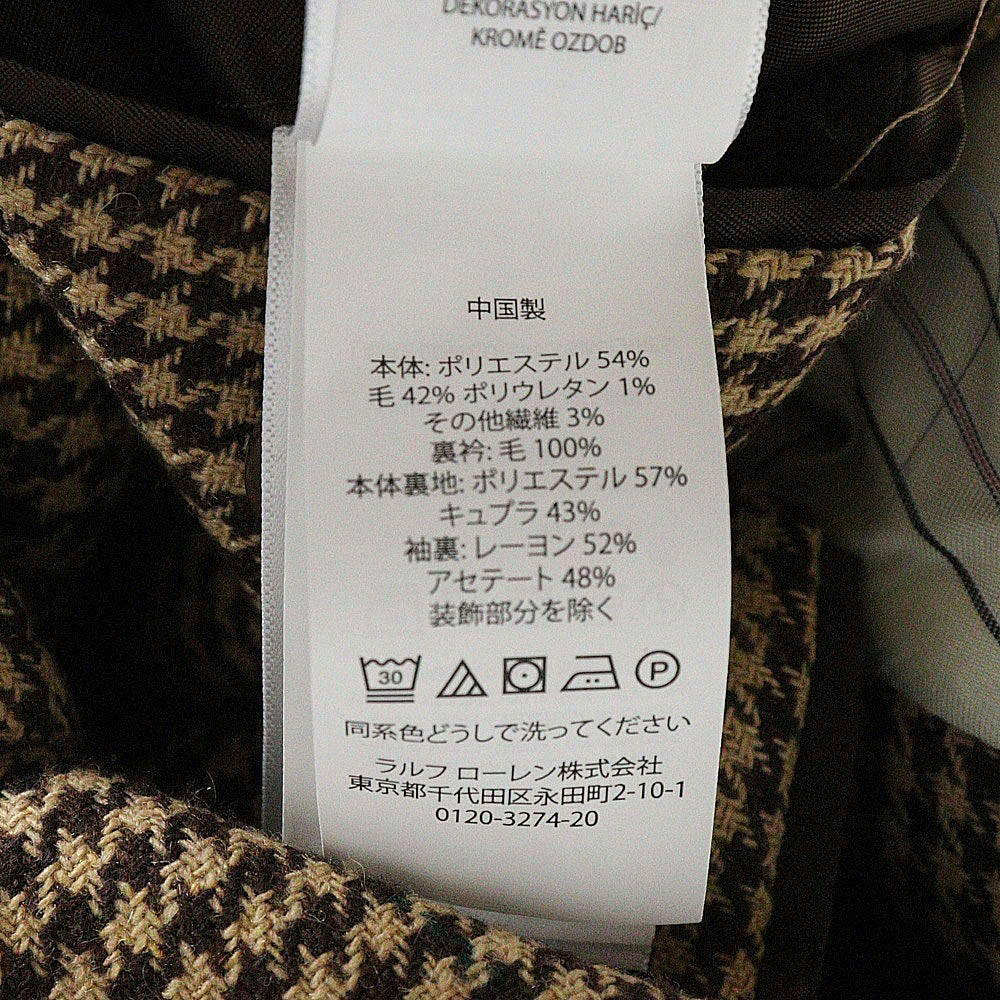 DEKORASYON HARİÇ/
KROMĚ OZDOB
中国製
本体: ポリエステル 54%
毛 42% ポリウレタン 1%
その他繊維 3%
裏衿: 毛 100%
本体裏地: ポリエステル 57%
キュプラ 43%
袖裏: レーヨン 52%
アセテート 48%
装飾部分を除く
30 P
同系色どうしで洗ってください
ラルフ ローレン株式会社
東京都千代田区永田町2-10-1
0120-3274-20